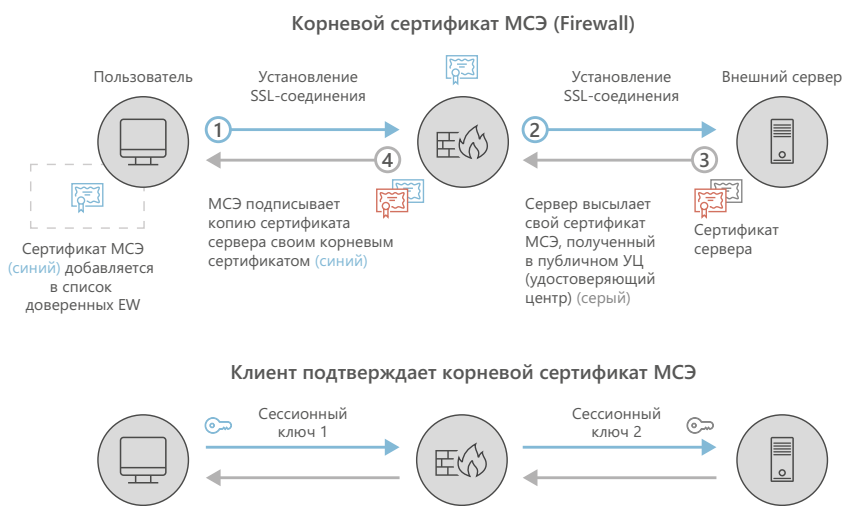 Корневой сертификат МСЭ (Firewall)
Пользователь
Установление
SSL-соединения
Установление
SSL-соединения
Внешний сервер
1
2
4
3
МСЭ подписывает
копию сертификата
сервера своим корневым
сертификатом (синий)
Сервер высылает
свой сертификат
МСЭ, полученный
в публичном УЦ
(удостоверяющий
центр) (серый)
Сертификат
сервера
Сертификат МСЭ
(синий) добавляется
в список
доверенных EW
Клиент подтверждает корневой сертификат МСЭ
Сессионный
ключ 1
Сессионный
ключ 2